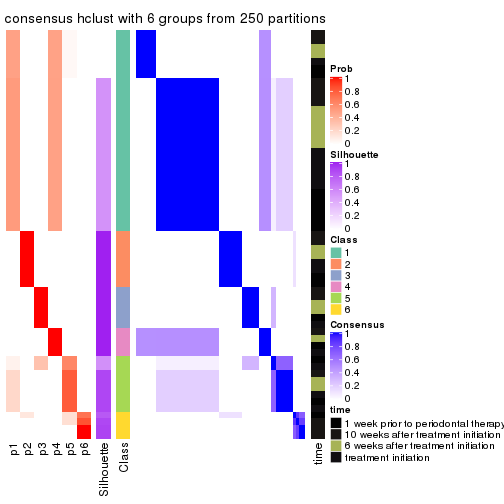 consensus hclust with 6 groups from 250 partitions
Prob
1
0.8
0.6
0.4
0.2
0
Silhouette
1
0.8
0.6
0.4
0.2
0
Class
1
2
3
4
5
6
Consensus
1
0.8
0.6
0.4
0.2
0
time
1 week prior to periodontal therapy
10 weeks after treatment initiation
6 weeks after treatment initiation
treatment initiation
p1
p2
p3
p4
p5
p6
Silhouette
Class
time